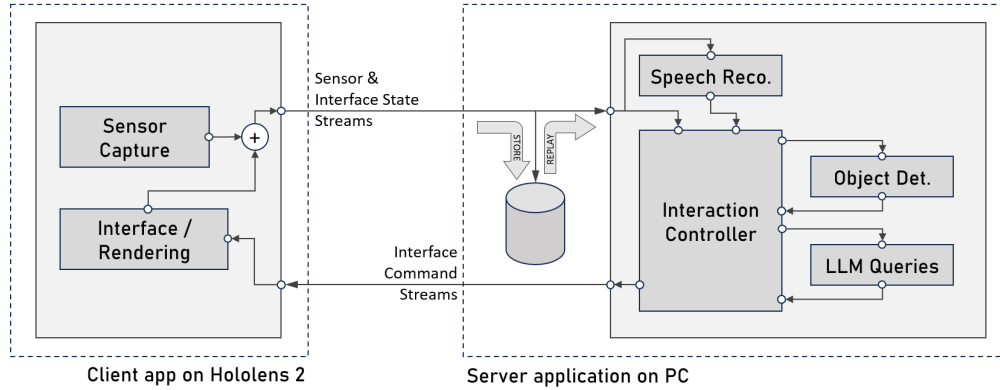 Sensor &
Interface State
Streams
Speech Reco.
Sensor
Capture
+
STORE
REPLAY
Object Det.
Interface /
Rendering
Interaction
Controller
Interface
Command
Streams
LLM Queries
Client app on Hololens 2
Server application on PC